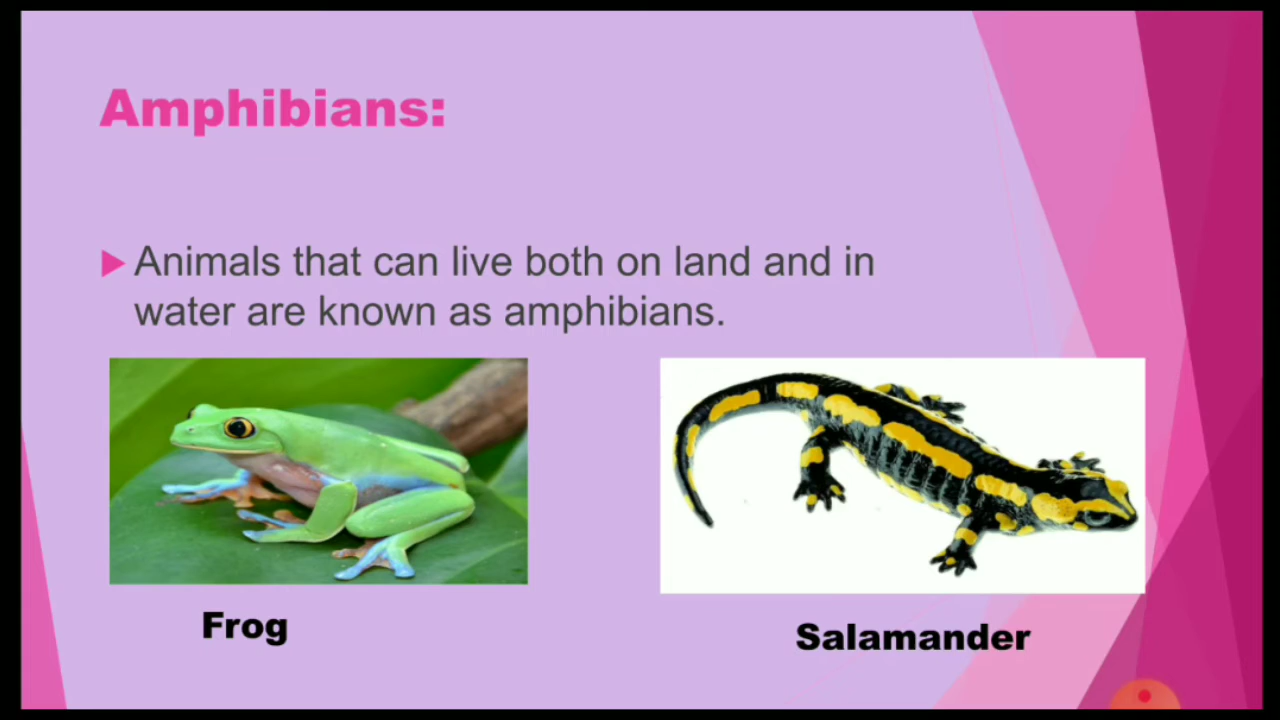 Amphibians:
Animals that can live both on land and in
water are known as amphibians.
Frog
Salamander